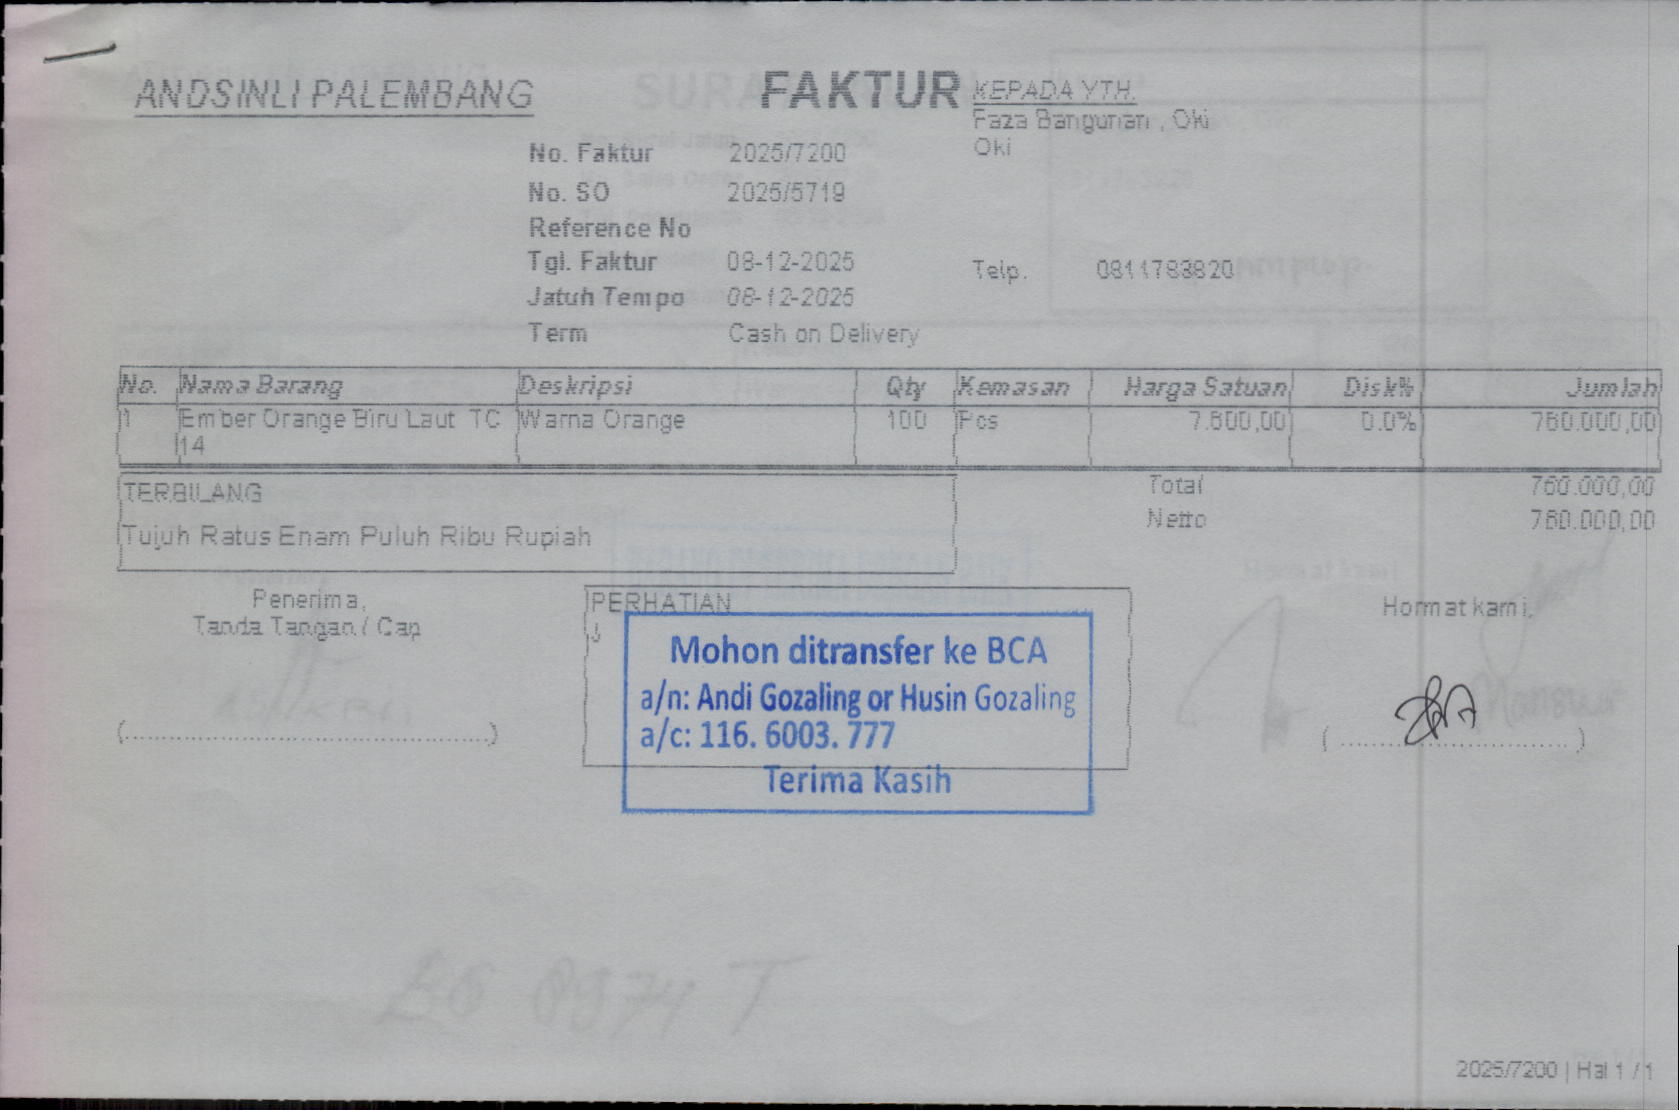 ANDSINLI PALEMBANG
FAKTUR
KEPADA YTH.
Faza Bangunan , Oki
Oki
No. Faktur 2025/7200
No. SO 2025/5719
Reference No
Tgl. Faktur 08-12-2025
Telp. 0811783820
Jatuh Tempo 08-12-2025
Term Cash on Delivery
No. Nama Barang Deskripsi Qty Kemasan Harga Satuan Disk% Jumlah
1 Ember Orange Biru Laut TC Warna Orange 100 Pcs 7.600,00 0.0% 760.000,00
14
TERBILANG
Tujuh Ratus Enam Puluh Ribu Rupiah
Total 760.000,00
Netto 760.000,00
Penerima,
Tanda Tangan / Cap
PERHATIAN
Hormat kami,
Mohon ditransfer ke BCA
a/n: Andi Gozaling or Husin Gozaling
a/c: 116. 6003. 777
Terima Kasih
(...............................................)
( ............................. )
BG 8974 T
2025/7200 | Hal 1 / 1